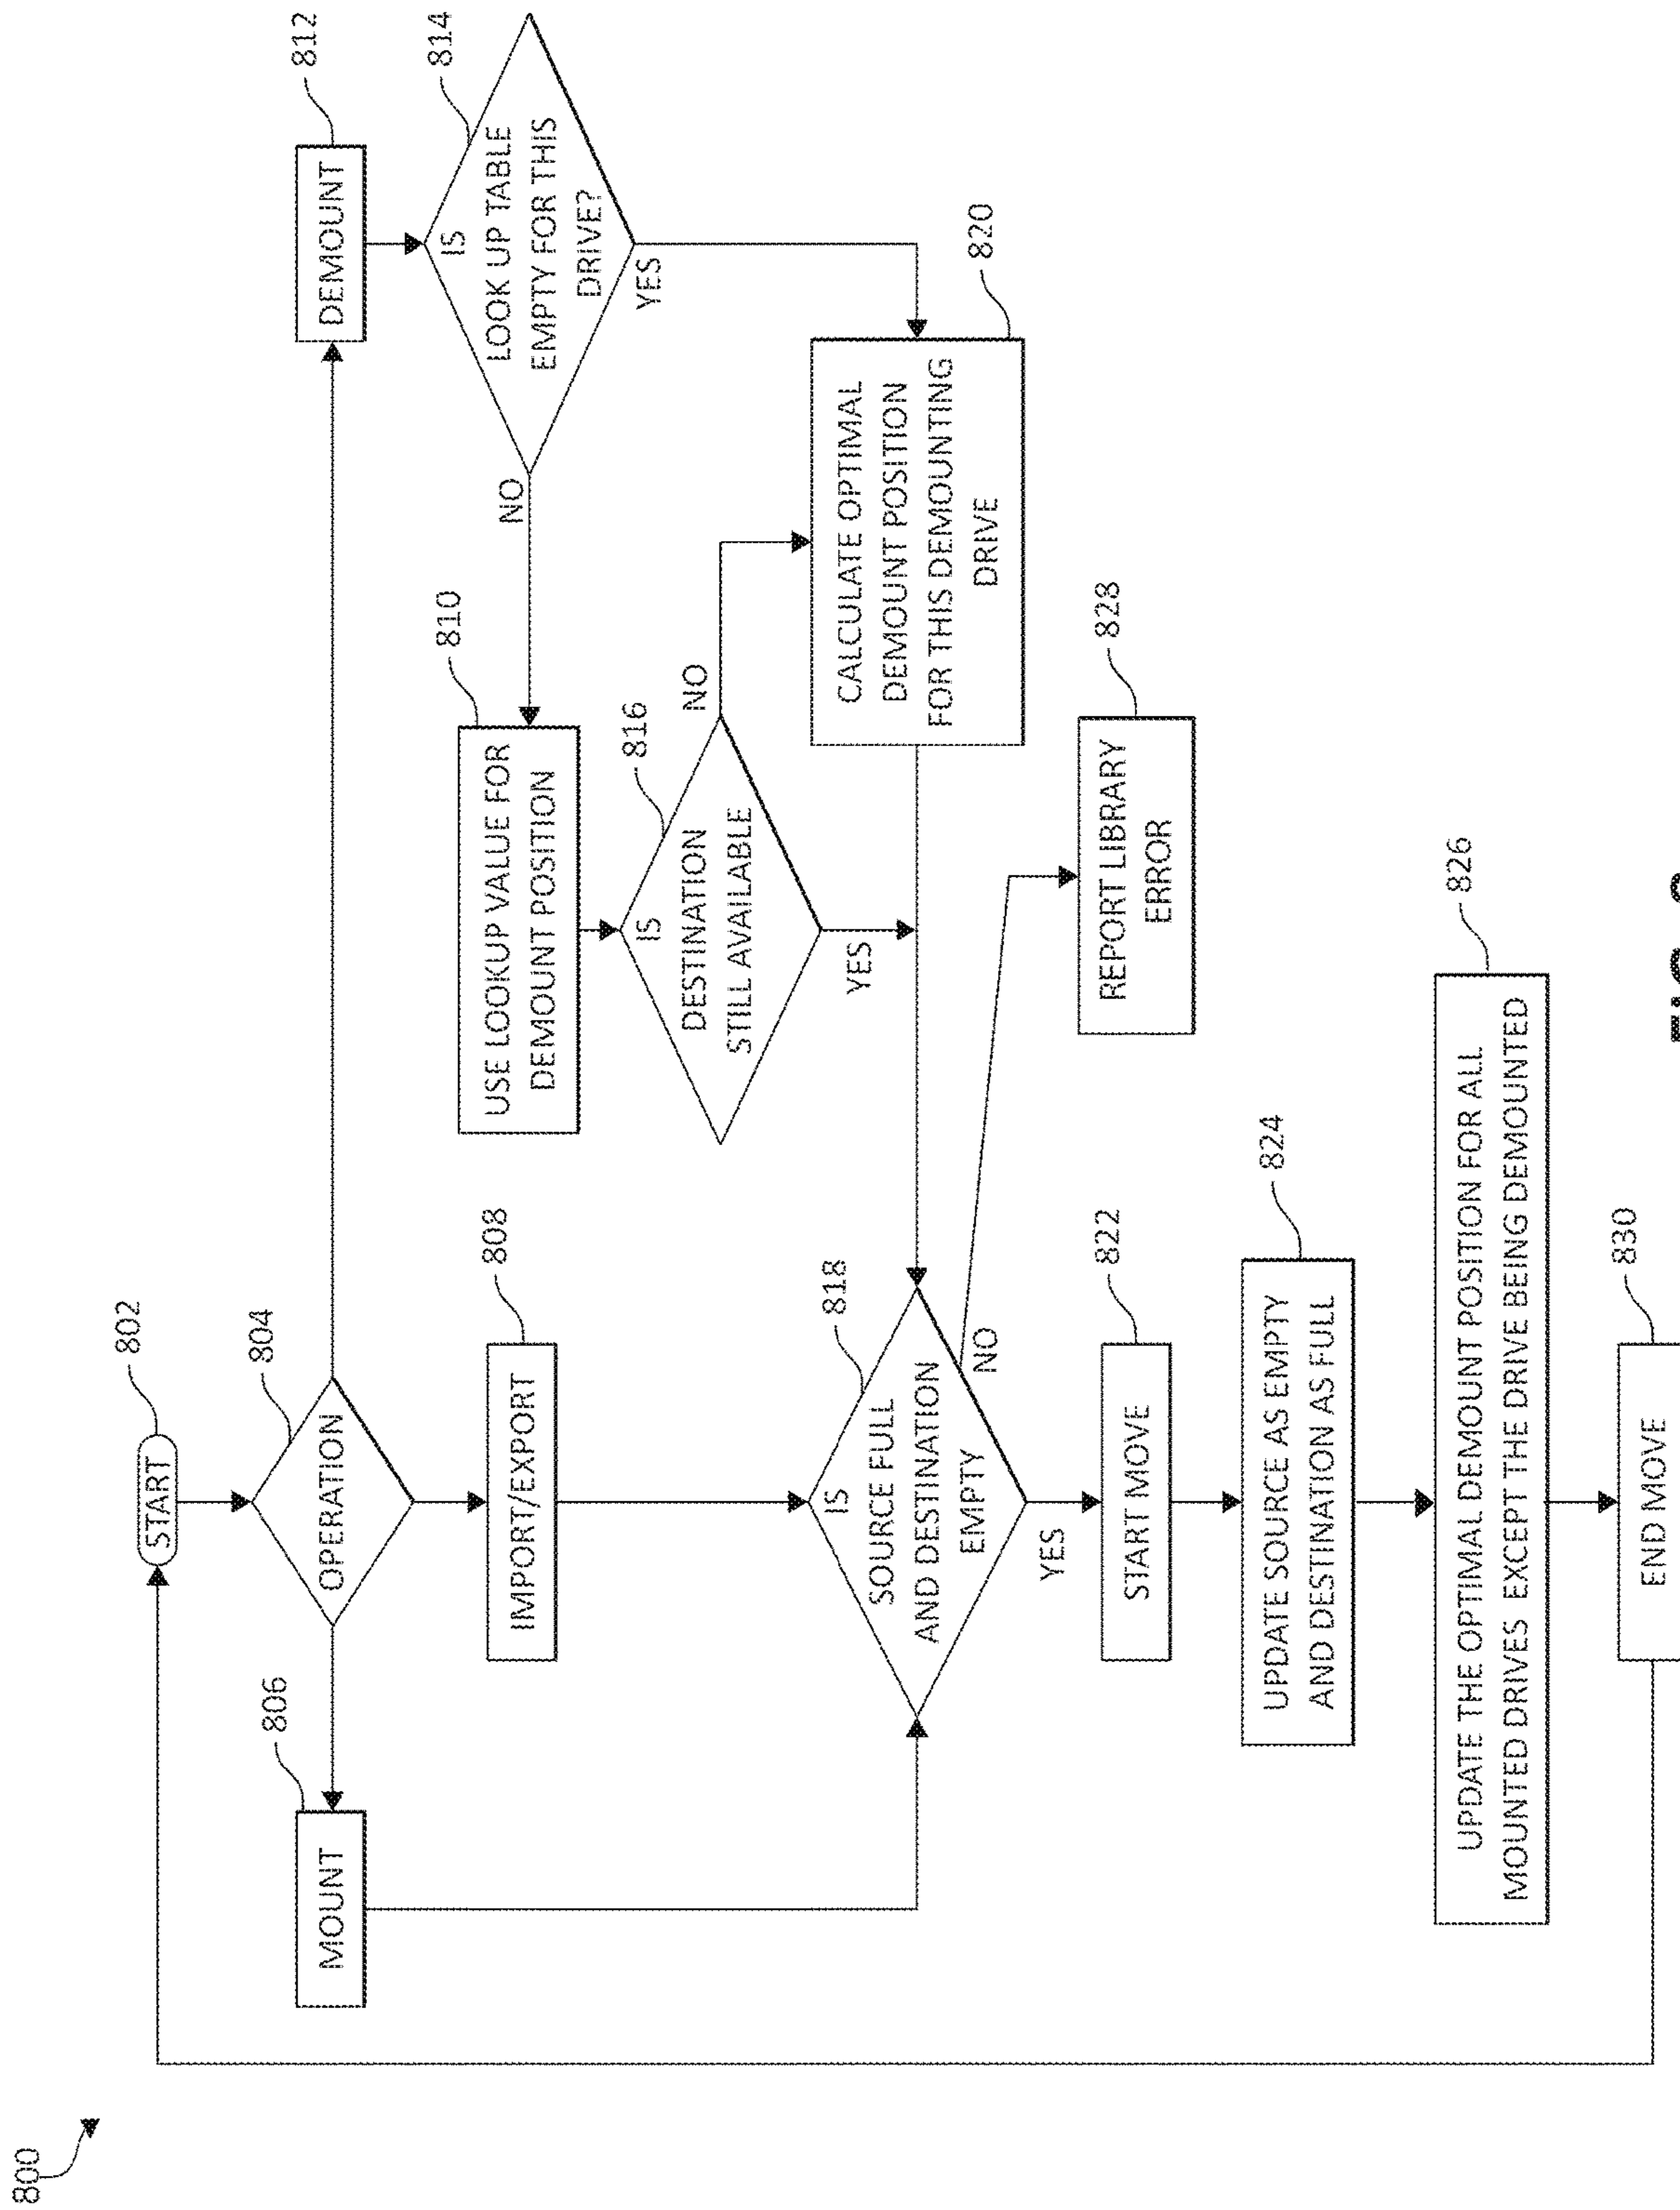 800
802
START
804
OPERATION
806
MOUNT
808
IMPORT/EXPORT
812
DEMOUNT
814
IS
LOOK UP TABLE
EMPTY FOR THIS
DRIVE?
NO
YES
810
USE LOOKUP VALUE FOR
DEMOUNT POSITION
816
IS
DESTINATION
STILL AVAILABLE
NO
YES
820
CALCULATE OPTIMAL
DEMOUNT POSITION
FOR THIS DEMOUNTING
DRIVE
818
IS
SOURCE FULL
AND DESTINATION
EMPTY
NO
YES
828
REPORT LIBRARY
ERROR
822
START MOVE
824
UPDATE SOURCE AS EMPTY
AND DESTINATION AS FULL
826
UPDATE THE OPTIMAL DEMOUNT POSITION FOR ALL
MOUNTED DRIVES EXCEPT THE DRIVE BEING DEMOUNTED
830
END MOVE